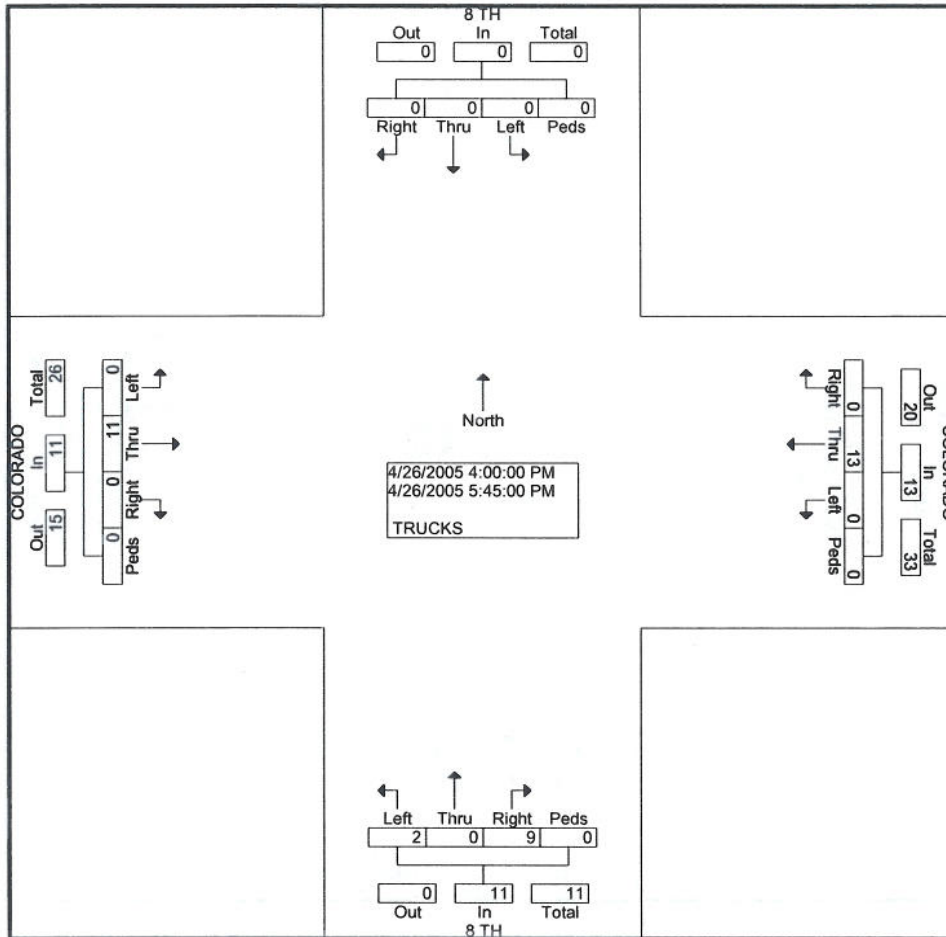 8 TH
Out In Total
0 0 0
0 0 0 0
Right Thru Left Peds
COLORADO
Total In Out
26 11 15
0 11 0 0
Left Thru Right Peds
North
4/26/2005 4:00:00 PM
4/26/2005 5:45:00 PM
TRUCKS
Right Thru Left Peds
0 13 0 0
Out In Total
20 13 33
Left Thru Right Peds
2 0 9 0
0 11 11
Out In Total
8 TH